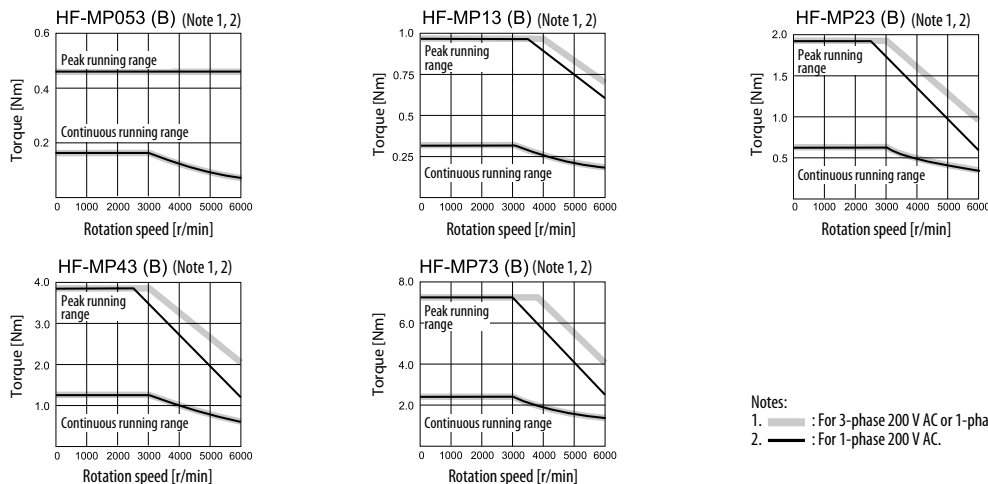 HF-MP053 (B) (Note 1, 2)
0.6
0.4
0.2
Torque [Nm]
Peak running range
Continuous running range
0 1000 2000 3000 4000 5000 6000
Rotation speed [r/min]
HF-MP13 (B) (Note 1, 2)
1.0
0.75
0.5
0.25
Torque [Nm]
Peak running
range
Continuous running range
0 1000 2000 3000 4000 5000 6000
Rotation speed [r/min]
HF-MP23 (B) (Note 1, 2)
2.0
1.5
1.0
0.5
Torque [Nm]
Peak running
range
Continuous running range
0 1000 2000 3000 4000 5000 6000
Rotation speed [r/min]
HF-MP43 (B) (Note 1, 2)
4.0
3.0
2.0
1.0
Torque [Nm]
Peak running
range
Continuous running range
0 1000 2000 3000 4000 5000 6000
Rotation speed [r/min]
HF-MP73 (B) (Note 1, 2)
8.0
6.0
4.0
2.0
Torque [Nm]
Peak running
range
Continuous running range
0 1000 2000 3000 4000 5000 6000
Rotation speed [r/min]
Notes:
1. : For 3-phase 200 V AC or 1-pha
2. : For 1-phase 200 V AC.